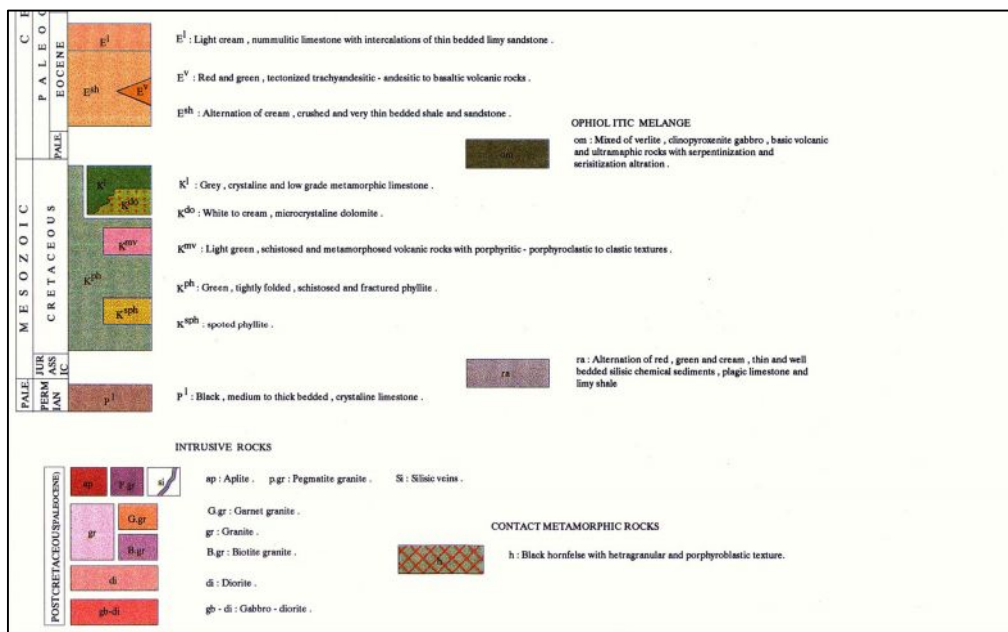 C E
PALEO C
EOCENE
PALE.
MESOZOIC
CRETACEOUS
JUR ASS IC
PALE.
PERM IAN
E^l
E^sh
E^v
K^l
K^do
K^mv
K^ph
K^sph
P^l
E^l : Light cream , nummulitic limestone with intercalations of thin bedded limy sandstone .
E^v : Red and green , tectonized trachyandesitic - andesitic to basaltic volcanic rocks .
E^sh : Alternation of cream , crushed and very thin bedded shale and sandstone .
K^l : Grey , crystaline and low grade metamorphic limestone .
K^do : White to cream , microcrystaline dolomite .
K^mv : Light green , schistosed and metamorphosed volcanic rocks with porphyritic - porphyroclastic to clastic textures .
K^ph : Green , tightly folded , schistosed and fractured phyllite .
K^sph : spoted phyllite .
P^l : Black , medium to thick bedded , crystaline limestone .
OPHIOLITIC MELANGE
om
om : Mixed of verlite , clinopyroxenite gabbro , basic volcanic
and ultramaphic rocks with serpentinization and
serisitization altration .
ra
ra : Alternation of red , green and cream , thin and well
bedded silisic chemical sediments , plagic limestone and
limy shale
INTRUSIVE ROCKS
POST CRETACEOUS(PALEOCENE)
ap
P.gr
si
ap : Aplite . p.gr : Pegmatite granite . Si : Silisic veins .
gr
G.gr
B.gr
G.gr : Garnet granite .
gr : Granite .
B.gr : Biotite granite .
di
di : Diorite .
gb-di
gb - di : Gabbro - diorite .
CONTACT METAMORPHIC ROCKS
h
h : Black hornfelse with hetragranular and porphyroblastic texture.